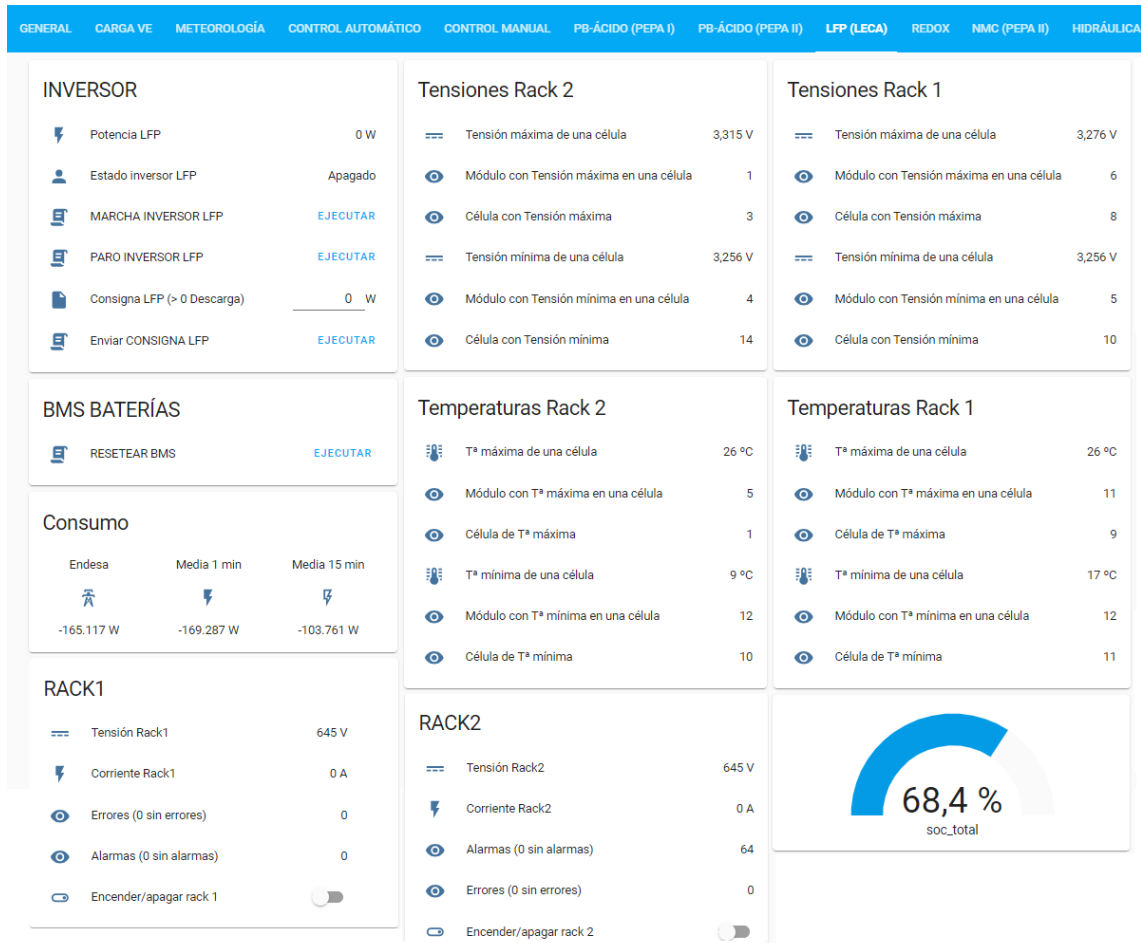 GENERAL CARGA VE METEOROLOGÍA CONTROL AUTOMÁTICO CONTROL MANUAL PB-ÁCIDO (PEPA I) PB-ÁCIDO (PEPA II) LFP (LECA) REDOX NMC (PEPA II) HIDRÁULICA
INVERSOR
Potencia LFP 0 W
Estado inversor LFP Apagado
MARCHA INVERSOR LFP EJECUTAR
PARO INVERSOR LFP EJECUTAR
Consigna LFP (> 0 Descarga) 0 W
Enviar CONSIGNA LFP EJECUTAR
BMS BATERÍAS
RESETEAR BMS EJECUTAR
Consumo
Endesa Media 1 min Media 15 min
-165.117 W -169.287 W -103.761 W
RACK1
Tensión Rack1 645 V
Corriente Rack1 0 A
Errores (0 sin errores) 0
Alarmas (0 sin alarmas) 0
Encender/apagar rack 1
Tensiones Rack 2
Tensión máxima de una célula 3,315 V
Módulo con Tensión máxima en una célula 1
Célula con Tensión máxima 3
Tensión mínima de una célula 3,256 V
Módulo con Tensión mínima en una célula 4
Célula con Tensión mínima 14
Temperaturas Rack 2
Tª máxima de una célula 26 ºC
Módulo con Tª máxima en una célula 5
Célula de Tª máxima 1
Tª mínima de una célula 9 ºC
Módulo con Tª mínima en una célula 12
Célula de Tª mínima 10
RACK2
Tensión Rack2 645 V
Corriente Rack2 0 A
Alarmas (0 sin alarmas) 64
Errores (0 sin errores) 0
Encender/apagar rack 2
Tensiones Rack 1
Tensión máxima de una célula 3,276 V
Módulo con Tensión máxima en una célula 6
Célula con Tensión máxima 8
Tensión mínima de una célula 3,256 V
Módulo con Tensión mínima en una célula 5
Célula con Tensión mínima 10
Temperaturas Rack 1
Tª máxima de una célula 26 ºC
Módulo con Tª máxima en una célula 11
Célula de Tª máxima 9
Tª mínima de una célula 17 ºC
Módulo con Tª mínima en una célula 12
Célula de Tª mínima 11
68,4 %
soc_total